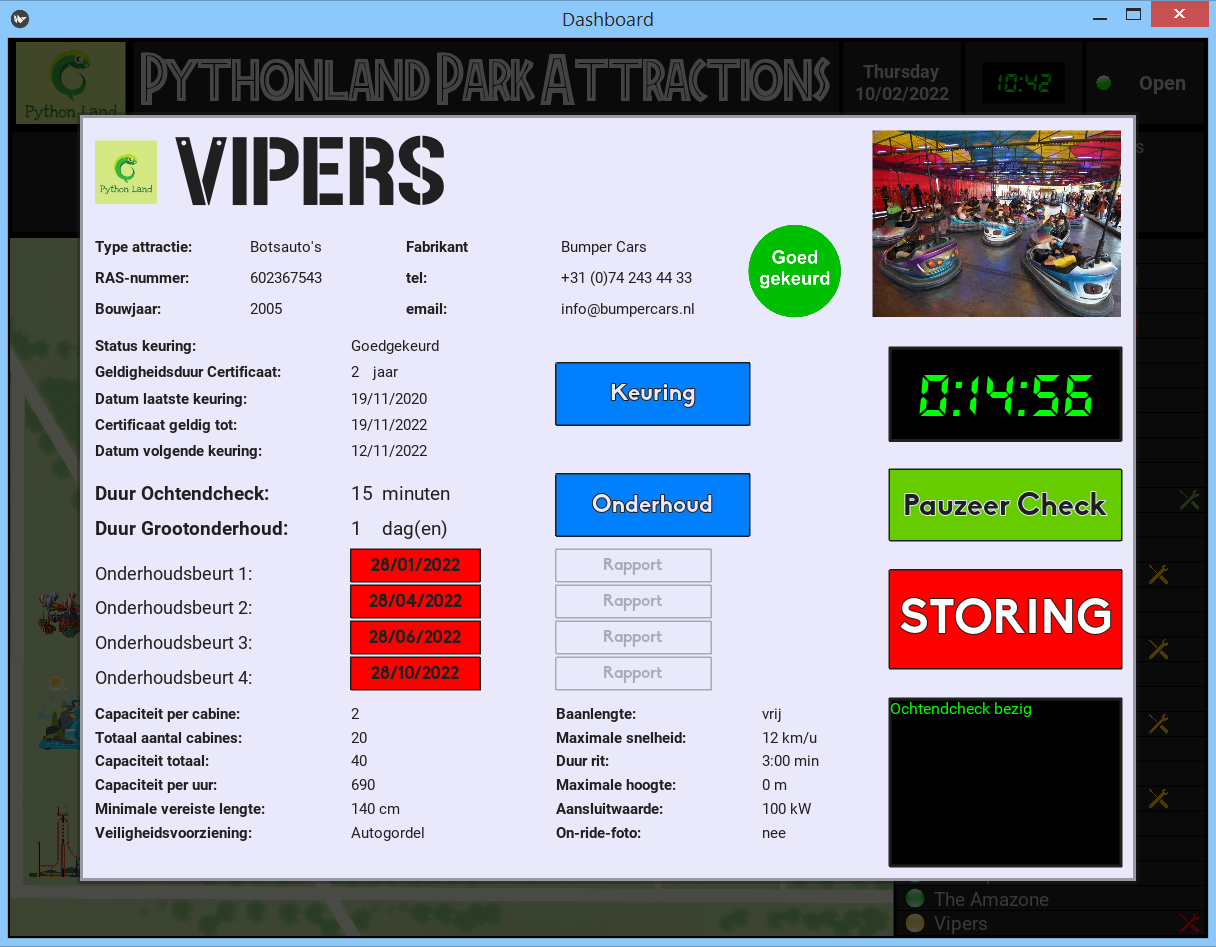 Dashboard
Python Land
PYTHONLAND PARK ATTRACTIONS
Thursday
10/02/2022
10:42
Open
Python Land
VIPERS
Type attractie: Botsauto's Fabrikant Bumper Cars
RAS-nummer: 602367543 tel: +31 (0)74 243 44 33
Bouwjaar: 2005 email: info@bumpercars.nl
Goed
gekeurd
Status keuring: Goedgekeurd
Geldigheidsduur Certificaat: 2 jaar
Datum laatste keuring: 19/11/2020
Certificaat geldig tot: 19/11/2022
Datum volgende keuring: 12/11/2022
Keuring
0:14:56
Duur Ochtendcheck: 15 minuten
Duur Grootonderhoud: 1 dag(en)
Onderhoud
Pauzeer Check
Onderhoudsbeurt 1: 28/01/2022 Rapport
Onderhoudsbeurt 2: 28/04/2022 Rapport
Onderhoudsbeurt 3: 28/06/2022 Rapport
Onderhoudsbeurt 4: 28/10/2022 Rapport
STORING
Capaciteit per cabine: 2 Baanlengte: vrij
Totaal aantal cabines: 20 Maximale snelheid: 12 km/u
Capaciteit totaal: 40 Duur rit: 3:00 min
Capaciteit per uur: 690 Maximale hoogte: 0 m
Minimale vereiste lengte: 140 cm Aansluitwaarde: 100 kW
Veiligheidsvoorziening: Autogordel On-ride-foto: nee
Ochtendcheck bezig
The Amazone
Vipers